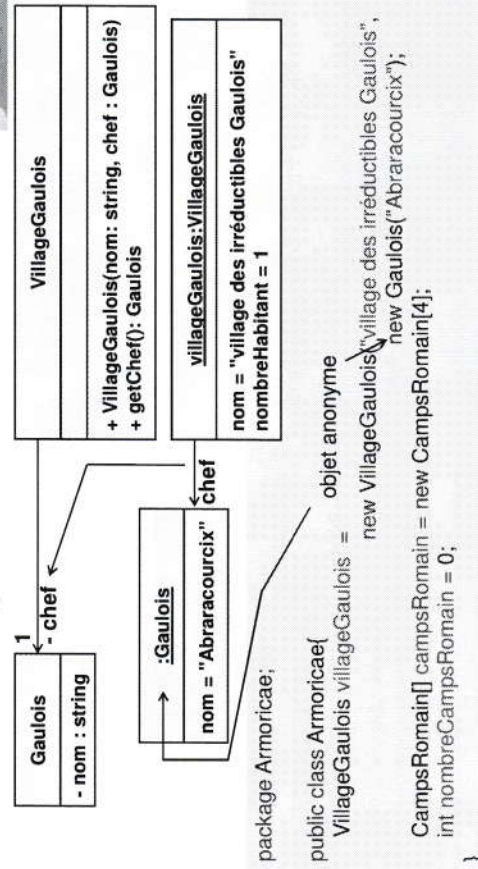 Gaulois
- nom : string
1
- chef
VillageGaulois
+ VillageGaulois(nom: string, chef : Gaulois)
+ getChef(): Gaulois
:Gaulois
nom = "Abraracourcix"
chef
villageGaulois:VillageGaulois
nom = "village des irréductibles Gaulois"
nombreHabitant = 1
package Armoricae;
objet anonyme
public class Armoricae{
VillageGaulois villageGaulois =
new VillageGaulois("village des irréductibles Gaulois",
new Gaulois("Abraracourcix");
CampsRomain[] campsRomain = new CampsRomain[4];
int nombreCampsRomain = 0;
}